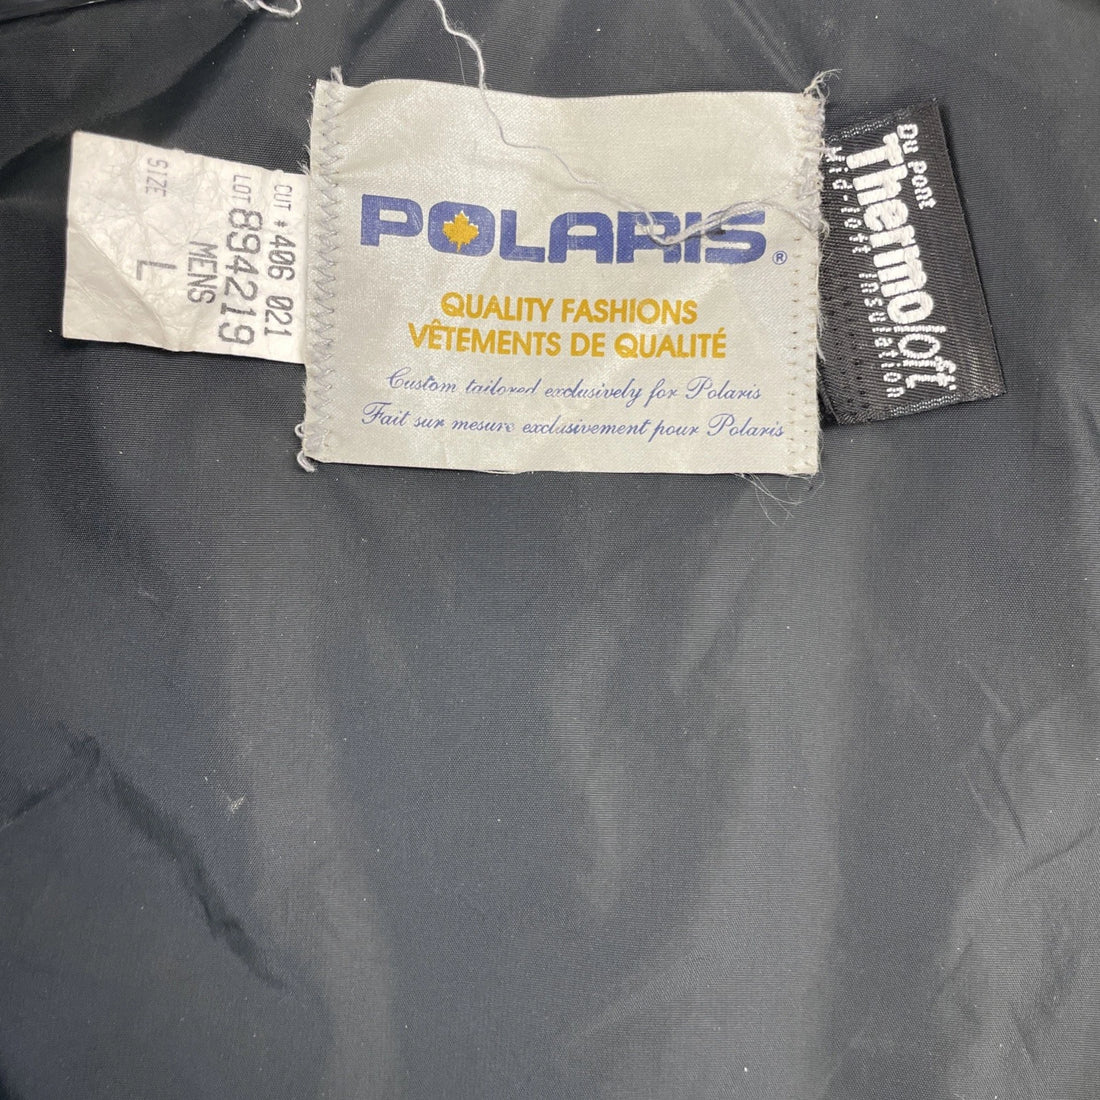 CUT # 406 021
LOT 894219
MENS
SIZE L
POLARIS®
QUALITY FASHIONS
VÊTEMENTS DE QUALITÉ
Custom tailored exclusively for Polaris
Fait sur mesure exclusivement pour Polaris
Du Pont
Thermoloft™
Mid-loft insulation